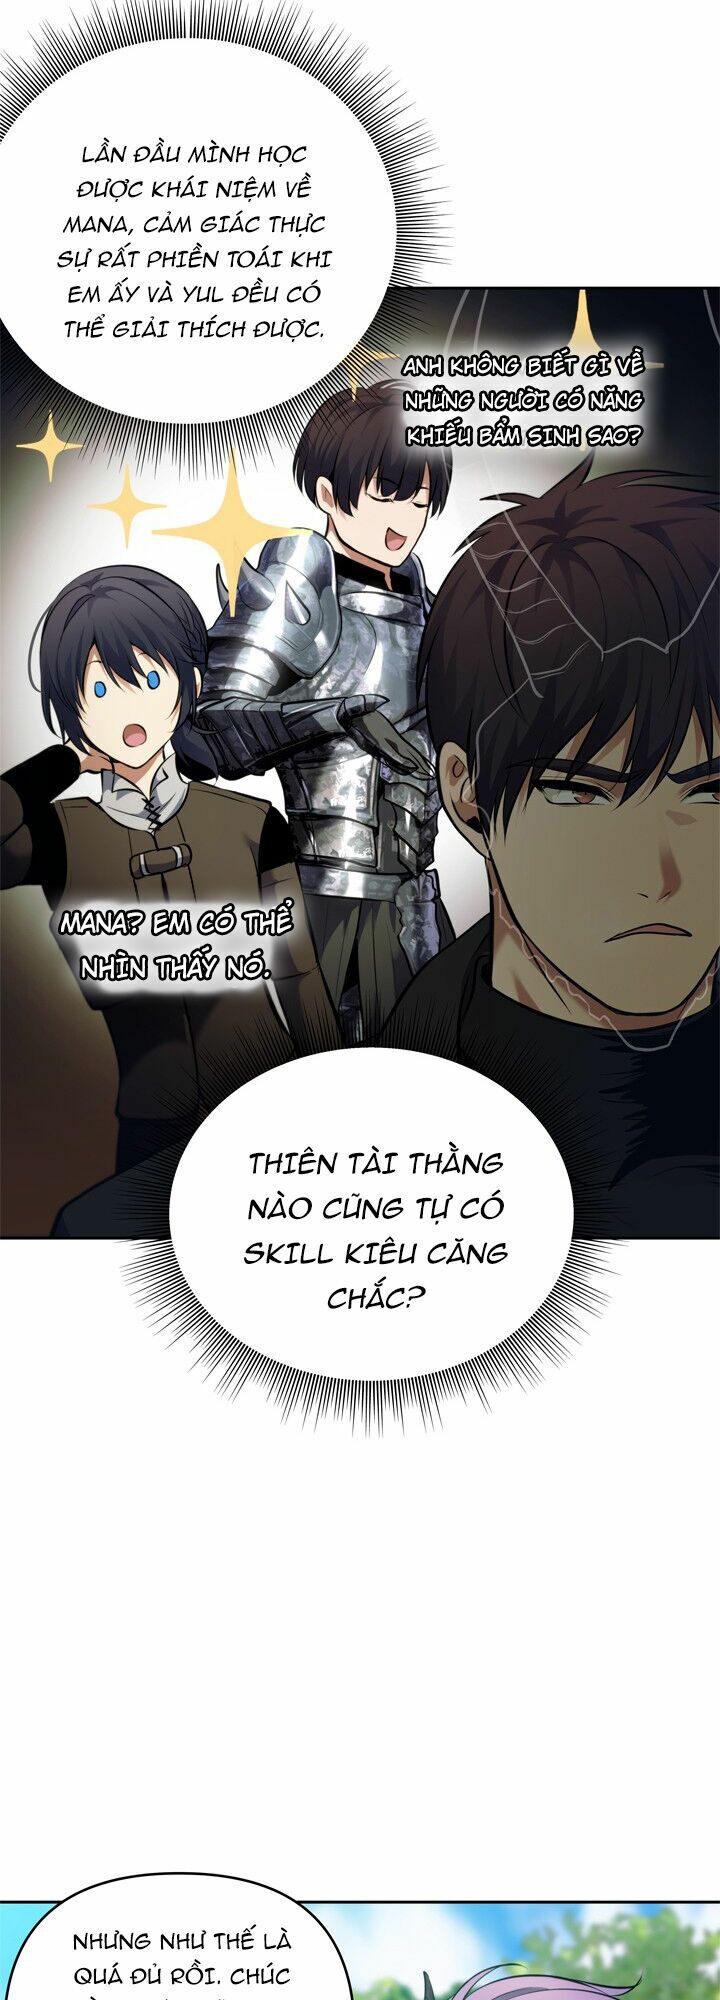 LẦN ĐẦU MÌNH HỌC
ĐƯỢC KHÁI NIỆM VỀ
MANA, CẢM GIÁC THỰC
SỰ RẤT PHIỀN TOÁI KHI
EM ẤY VÀ YUL ĐỀU CÓ
THỂ GIẢI THÍCH ĐƯỢC.
ANH KHÔNG BIẾT GÌ VỀ
NHỮNG NGƯỜI CÓ NĂNG
KHIẾU BẨM SINH SAO?
MANA? EM CÓ THỂ
NHÌN THẤY NÓ.
THIÊN TÀI THẰNG
NÀO CŨNG TỰ CÓ
SKILL KIÊU CĂNG
CHẮC?
NHƯNG NHƯ THẾ LÀ
QUÁ ĐỦ RỒI. CHÚC